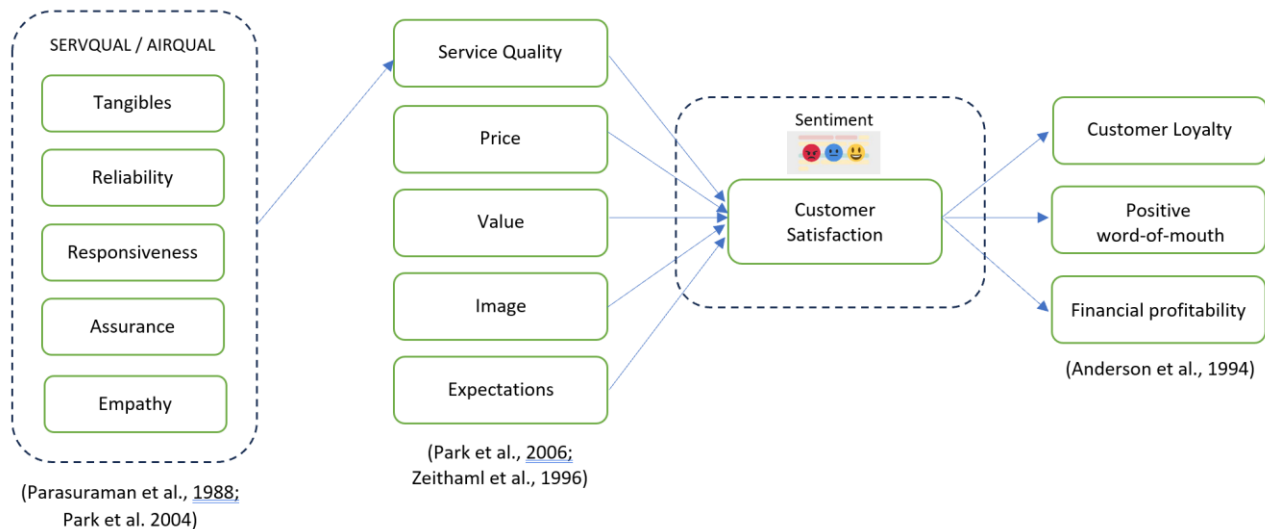 SERVQUAL / AIRQUAL
Tangibles
Reliability
Responsiveness
Assurance
Empathy
(Parasuraman et al., 1988;
Park et al. 2004)
Service Quality
Price
Value
Image
Expectations
(Park et al., 2006;
Zeithaml et al., 1996)
Sentiment
Customer
Satisfaction
Customer Loyalty
Positive
word-of-mouth
Financial profitability
(Anderson et al., 1994)